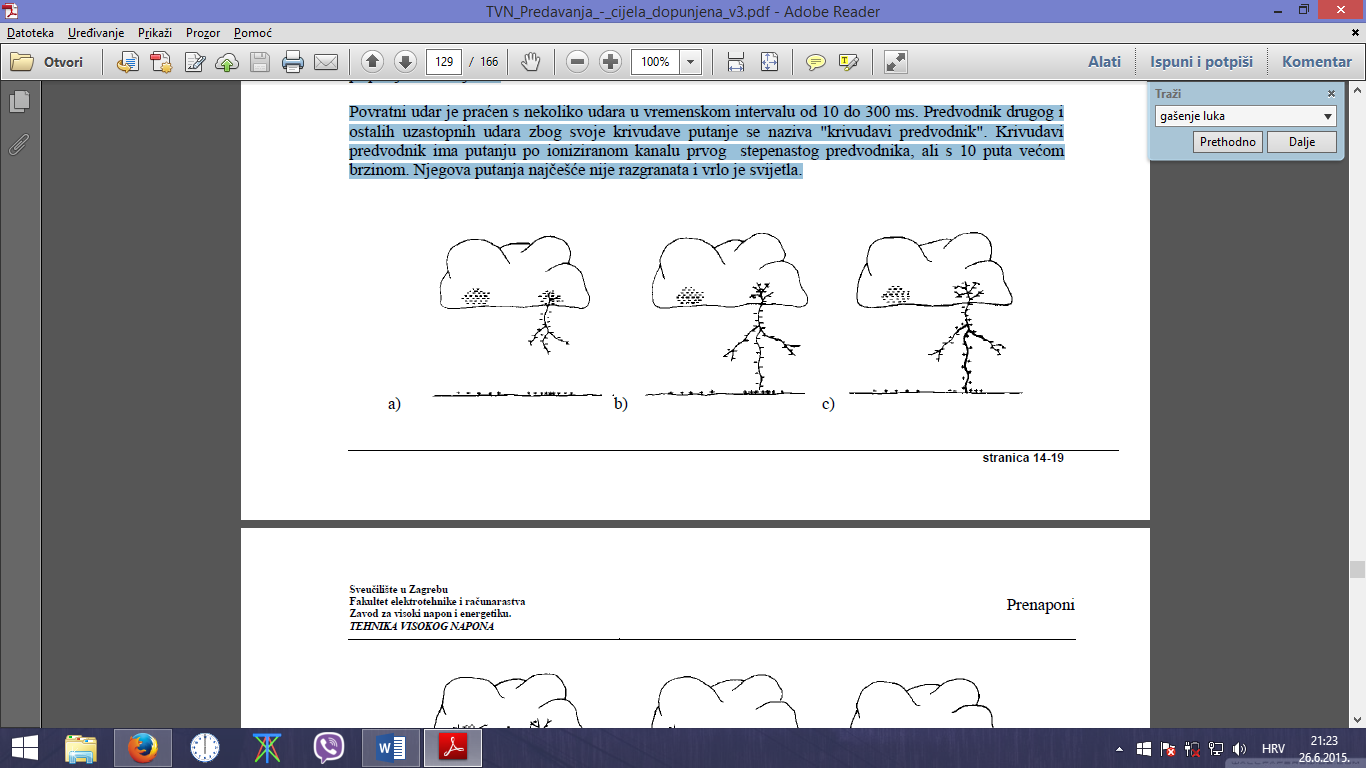 TVN_Predavanja_-_cijela_dopunjena_v3.pdf - Adobe Reader
Datoteka Uređivanje Prikaži Prozor Pomoć
Otvori 129 / 166 100% Alati Ispuni i potpiši Komentar
Traži
gašenje luka
Prethodno Dalje
Povratni udar je praćen s nekoliko udara u vremenskom intervalu od 10 do 300 ms. Predvodnik drugog i
ostalih uzastopnih udara zbog svoje krivudave putanje se naziva "krivudavi predvodnik". Krivudavi
predvodnik ima putanju po ioniziranom kanalu prvog stepenastog predvodnika, ali s 10 puta većom
brzinom. Njegova putanja najčešće nije razgranata i vrlo je svijetla.
a) b) c)
stranica 14-19
Sveučilište u Zagrebu
Fakultet elektrotehnike i računarastva
Zavod za visoki napon i energetiku.
TEHNIKA VISOKOG NAPONA
Prenaponi
HRV
21:23
26.6.2015.